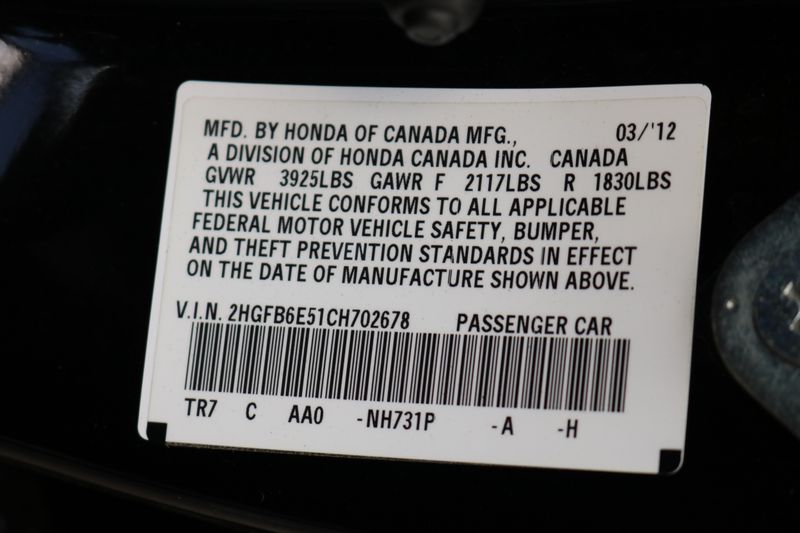 MFD. BY HONDA OF CANADA MFG., 03/'12
A DIVISION OF HONDA CANADA INC. CANADA
GVWR 3925LBS GAWR F 2117LBS R 1830LBS
THIS VEHICLE CONFORMS TO ALL APPLICABLE
FEDERAL MOTOR VEHICLE SAFETY, BUMPER,
AND THEFT PREVENTION STANDARDS IN EFFECT
ON THE DATE OF MANUFACTURE SHOWN ABOVE.
V.I.N. 2HGFB6E51CH702678 PASSENGER CAR
TR7 C AA0 -NH731P -A -H